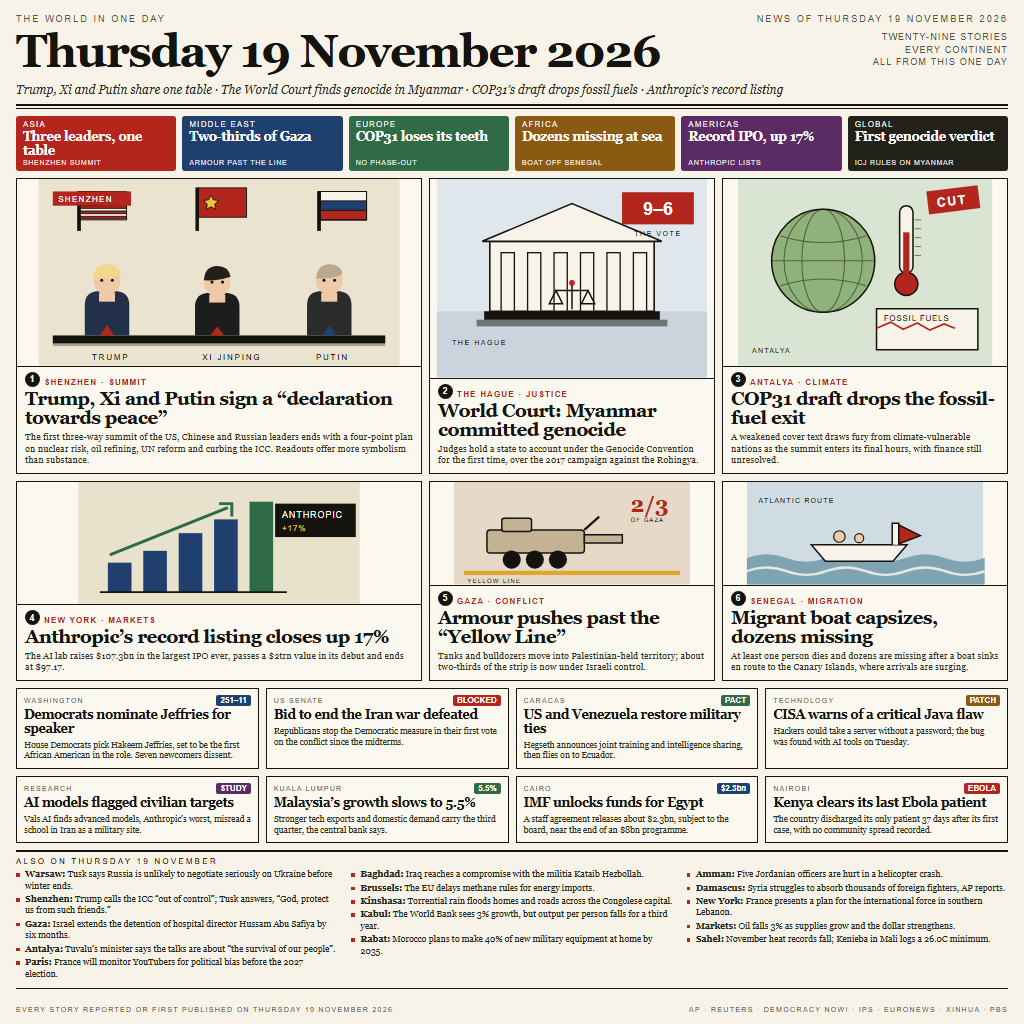 THE WORLD IN ONE DAY
NEWS OF THURSDAY 19 NOVEMBER 2026
Thursday 19 November 2026
TWENTY-NINE STORIES
EVERY CONTINENT
ALL FROM THIS ONE DAY
Trump, Xi and Putin share one table · The World Court finds genocide in Myanmar · COP31's draft drops fossil fuels · Anthropic's record listing
ASIA
Three leaders, one
table
SHENZHEN SUMMIT
MIDDLE EAST
Two-thirds of Gaza
ARMOUR PAST THE LINE
EUROPE
COP31 loses its teeth
NO PHASE-OUT
AFRICA
Dozens missing at sea
BOAT OFF SENEGAL
AMERICAS
Record IPO, up 17%
ANTHROPIC LISTS
GLOBAL
First genocide verdict
ICJ RULES ON MYANMAR
SHENZHEN
TRUMP
XI JINPING
PUTIN
1 SHENZHEN · SUMMIT
Trump, Xi and Putin sign a “declaration
towards peace”
The first three-way summit of the US, Chinese and Russian leaders ends with a four-point plan
on nuclear risk, oil refining, UN reform and curbing the ICC. Readouts offer more symbolism
than substance.
9–6
THE VOTE
THE HAGUE
2 THE HAGUE · JUSTICE
World Court: Myanmar
committed genocide
Judges hold a state to account under the Genocide Convention
for the first time, over the 2017 campaign against the Rohingya.
CUT
FOSSIL FUELS
ANTALYA
3 ANTALYA · CLIMATE
COP31 draft drops the fossil-
fuel exit
A weakened cover text draws fury from climate-vulnerable
nations as the summit enters its final hours, with finance still
unresolved.
ANTHROPIC
+17%
4 NEW YORK · MARKETS
Anthropic's record listing closes up 17%
The AI lab raises $107.3bn in the largest IPO ever, passes a $2trn value in its debut and ends
at $97.17.
2/3
OF GAZA
YELLOW LINE
5 GAZA · CONFLICT
Armour pushes past the
“Yellow Line”
Tanks and bulldozers move into Palestinian-held territory; about
two-thirds of the strip is now under Israeli control.
ATLANTIC ROUTE
6 SENEGAL · MIGRATION
Migrant boat capsizes,
dozens missing
At least one person dies and dozens are missing after a boat sinks
en route to the Canary Islands, where arrivals are surging.
WASHINGTON
251–11
Democrats nominate Jeffries for
speaker
House Democrats pick Hakeem Jeffries, set to be the first
African American in the role. Seven newcomers dissent.
US SENATE
BLOCKED
Bid to end the Iran war defeated
Republicans stop the Democratic measure in their first vote
on the conflict since the midterms.
CARACAS
PACT
US and Venezuela restore military
ties
Hegseth announces joint training and intelligence sharing,
then flies on to Ecuador.
TECHNOLOGY
PATCH
CISA warns of a critical Java flaw
Hackers could take a server without a password; the bug
was found with AI tools on Tuesday.
RESEARCH
STUDY
AI models flagged civilian targets
Vals AI finds advanced models, Anthropic's worst, misread a
school in Iran as a military site.
KUALA LUMPUR
5.5%
Malaysia's growth slows to 5.5%
Stronger tech exports and domestic demand carry the third
quarter, the central bank says.
CAIRO
$2.3bn
IMF unlocks funds for Egypt
A staff agreement releases about $2.3bn, subject to the
board, near the end of an $8bn programme.
NAIROBI
EBOLA
Kenya clears its last Ebola patient
The country discharged its only patient 37 days after its first
case, with no community spread recorded.
ALSO ON THURSDAY 19 NOVEMBER
Warsaw: Tusk says Russia is unlikely to negotiate seriously on Ukraine before
winter ends.
Shenzhen: Trump calls the ICC “out of control”; Tusk answers, “God, protect
us from such friends.”
Gaza: Israel extends the detention of hospital director Hussam Abu Safiya by
six months.
Antalya: Tuvalu's minister says the talks are about “the survival of our people”.
Paris: France will monitor YouTubers for political bias before the 2027
election.
Baghdad: Iraq reaches a compromise with the militia Kataib Hezbollah.
Brussels: The EU delays methane rules for energy imports.
Kinshasa: Torrential rain floods homes and roads across the Congolese capital.
Kabul: The World Bank sees 3% growth, but output per person falls for a third
year.
Rabat: Morocco plans to make 40% of new military equipment at home by
2035.
Amman: Five Jordanian officers are hurt in a helicopter crash.
Damascus: Syria struggles to absorb thousands of foreign fighters, AP reports.
New York: France presents a plan for the international force in southern
Lebanon.
Markets: Oil falls 3% as supplies grow and the dollar strengthens.
Sahel: November heat records fall; Kenieba in Mali logs a 26.0C minimum.
EVERY STORY REPORTED OR FIRST PUBLISHED ON THURSDAY 19 NOVEMBER 2026
AP · REUTERS · DEMOCRACY NOW! · IPS · EURONEWS · XINHUA · PBS